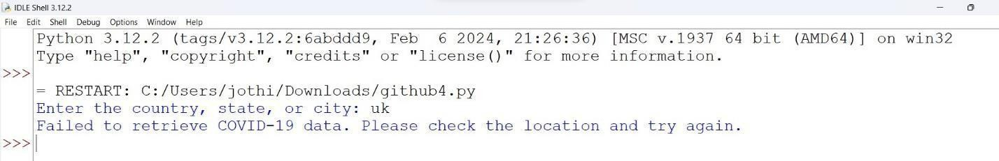 IDLE Shell 3.12.2
File Edit Shell Debug Options Window Help
Python 3.12.2 (tags/v3.12.2:6abddd9, Feb  6 2024, 21:26:36) [MSC v.1937 64 bit (AMD64)] on win32
Type "help", "copyright", "credits" or "license()" for more information.
>>>
= RESTART: C:/Users/jothi/Downloads/github4.py
Enter the country, state, or city: uk
Failed to retrieve COVID-19 data. Please check the location and try again.
>>>